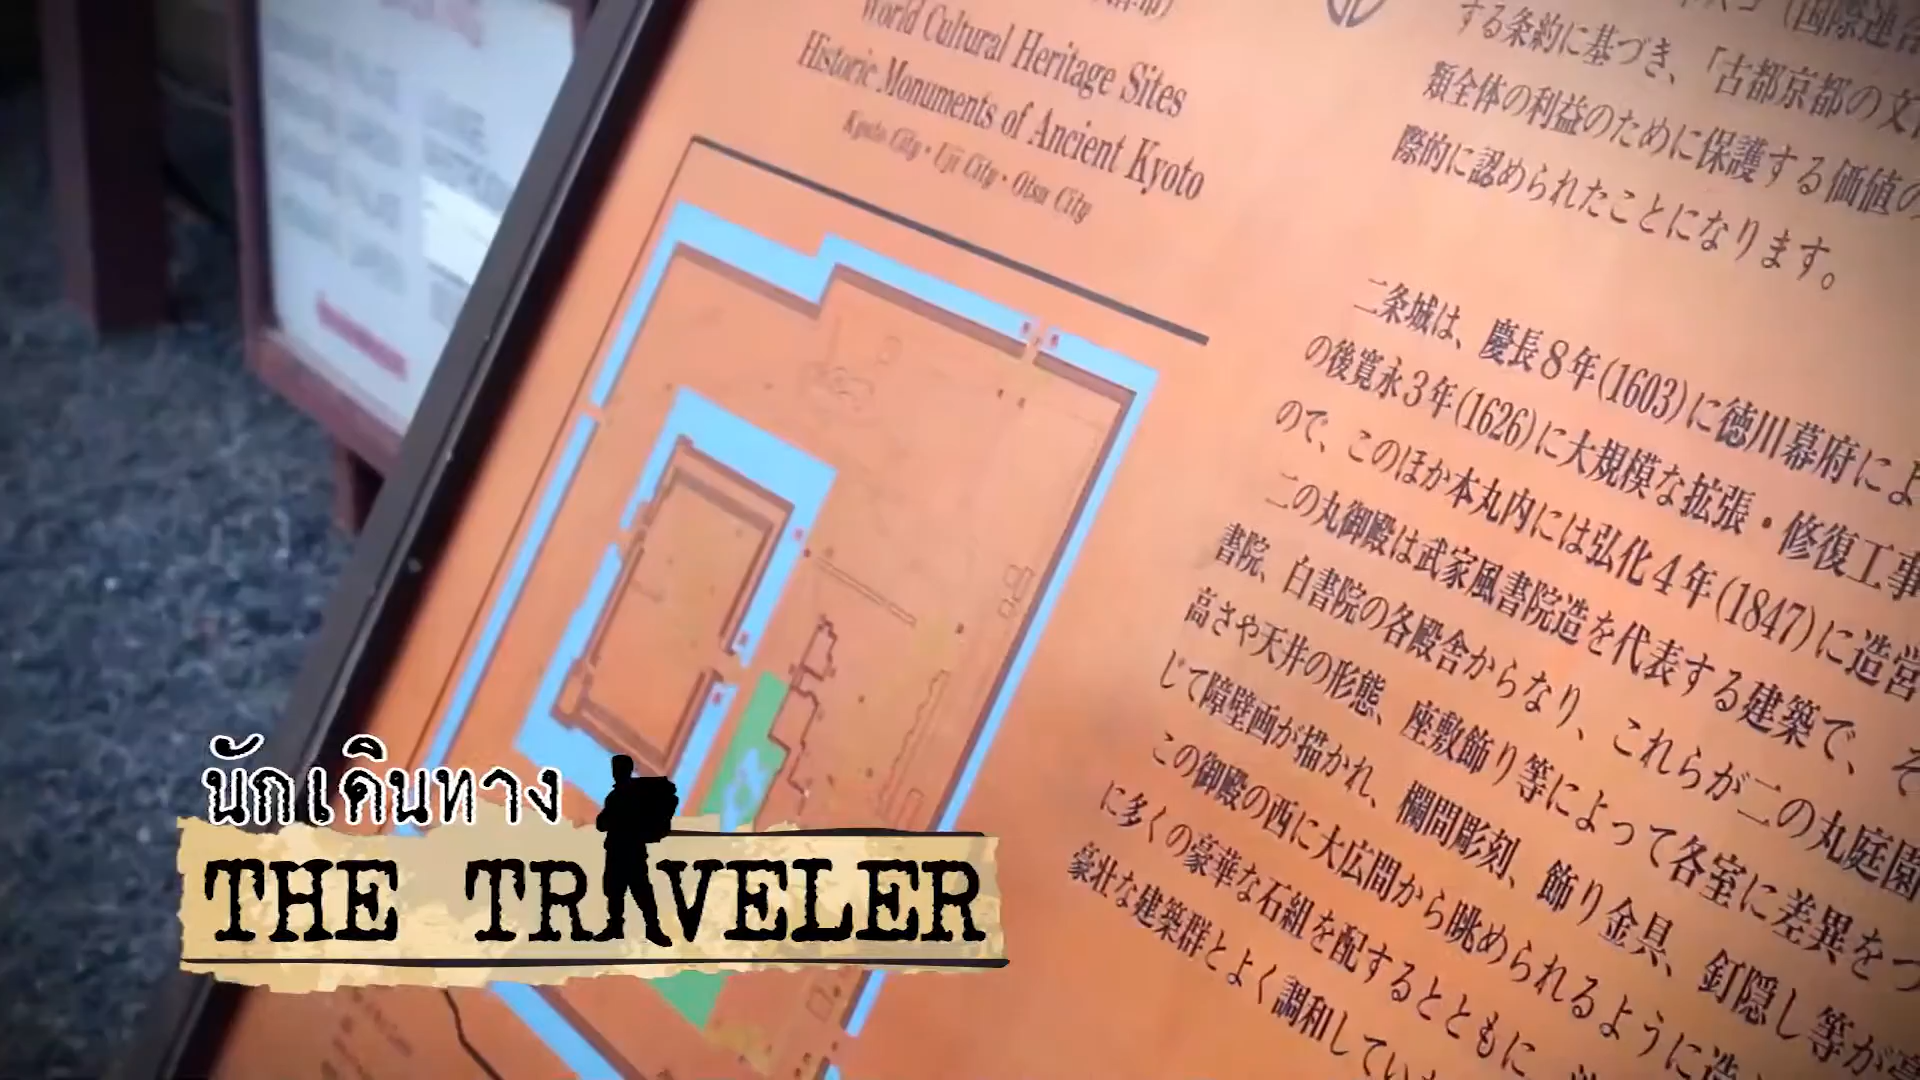 World Cultural Heritage Sites
Historic Monuments of Ancient Kyoto
Kyoto City・Uji City・Otsu City
する条約に基づき、「古都京都の文
類全体の利益のために保護する価値の
際的に認められたことになります。
二条城は、慶長8年(1603)に徳川幕府によ
の後寛永3年(1626)に大規模な拡張・修復工事
ので、このほか本丸内には弘化4年(1847)に造営
二の丸御殿は武家風書院造を代表する建築で、そ
書院、白書院の各殿舎からなり、これらが二の丸庭園
高さや天井の形態、座敷飾り等によって各室に差異をつ
じて障壁画が描かれ、欄間彫刻、飾り金具、釘隠し等が
この御殿の西に大広間から眺められるように造
に多くの豪華な石組を配するとともに、
豪壮な建築群とよく調和してい
นักเดินทาง
THE TRAVELER